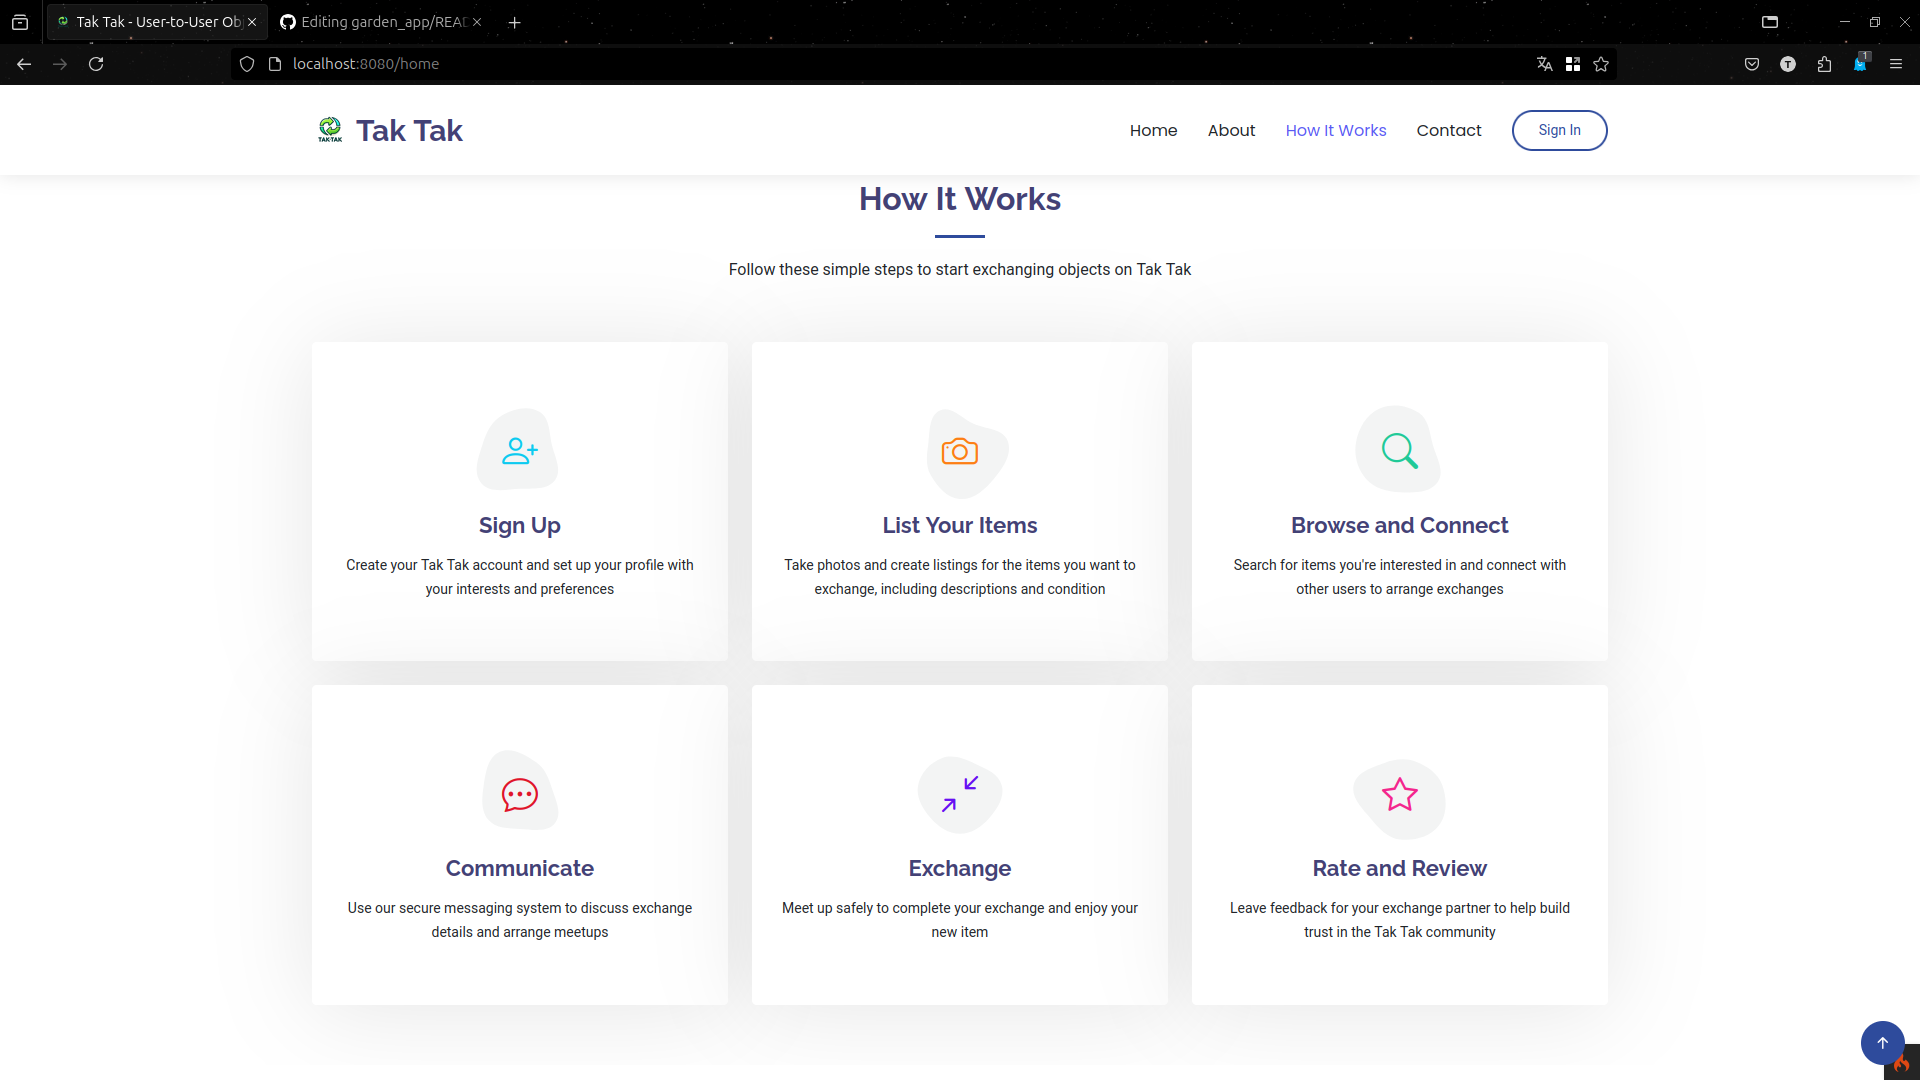 Tak Tak - User-to-User Ob
Editing garden_app/REA
localhost:8080/home
1
T
TAK-TAK
Tak Tak
Home
About
How It Works
Contact
Sign In
How It Works
Follow these simple steps to start exchanging objects on Tak Tak
Sign Up
Create your Tak Tak account and set up your profile with
your interests and preferences
List Your Items
Take photos and create listings for the items you want to
exchange, including descriptions and condition
Browse and Connect
Search for items you're interested in and connect with
other users to arrange exchanges
Communicate
Use our secure messaging system to discuss exchange
details and arrange meetups
Exchange
Meet up safely to complete your exchange and enjoy your
new item
Rate and Review
Leave feedback for your exchange partner to help build
trust in the Tak Tak community